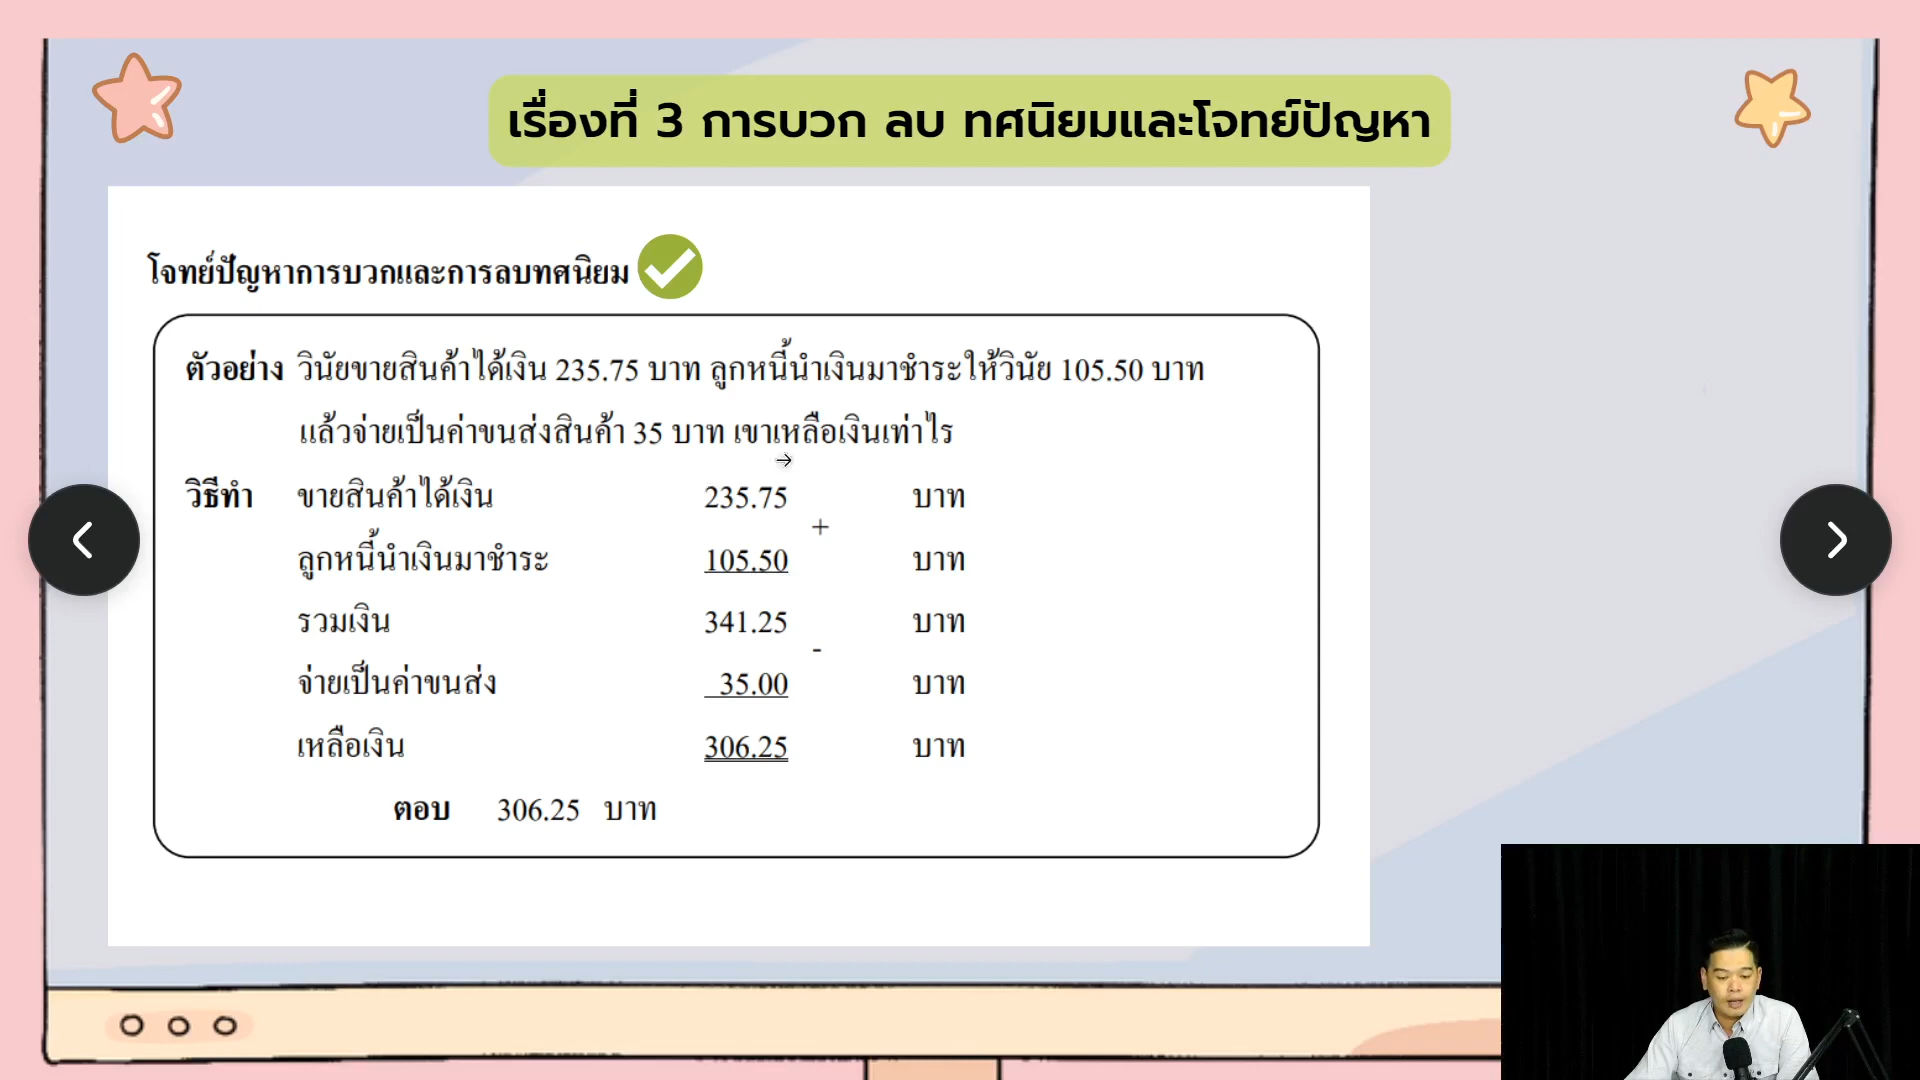 เรื่องที่ 3 การบวก ลบ ทศนิยมและโจทย์ปัญหา
โจทย์ปัญหาการบวกและการลบทศนิยม
ตัวอย่าง วินัยขายสินค้าได้เงิน 235.75 บาท ลูกหนี้นำเงินมาชำระให้วินัย 105.50 บาท
แล้วจ่ายเป็นค่าขนส่งสินค้า 35 บาท เขาเหลือเงินเท่าไร
วิธีทำ ขายสินค้าได้เงิน 235.75 บาท
+
ลูกหนี้นำเงินมาชำระ 105.50 บาท
รวมเงิน 341.25 บาท
-
จ่ายเป็นค่าขนส่ง 35.00 บาท
เหลือเงิน 306.25 บาท
ตอบ 306.25 บาท